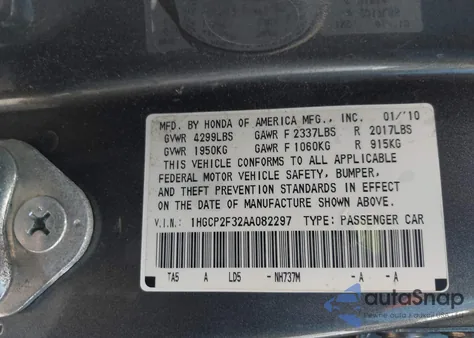 MFD. BY HONDA OF AMERICA MFG., INC. 01/'10
GVWR 4299LBS GAWR F 2337LBS R 2017LBS
GVWR 1950KG GAWR F 1060KG R 915KG
THIS VEHICLE CONFORMS TO ALL APPLICABLE
FEDERAL MOTOR VEHICLE SAFETY, BUMPER,
AND THEFT PREVENTION STANDARDS IN EFFECT
ON THE DATE OF MANUFACTURE SHOWN ABOVE.
V.I.N.: 1HGCP2F32AA082297 TYPE: PASSENGER CAR
TA5 A LD5 -NH737M -A -A
autoSnap